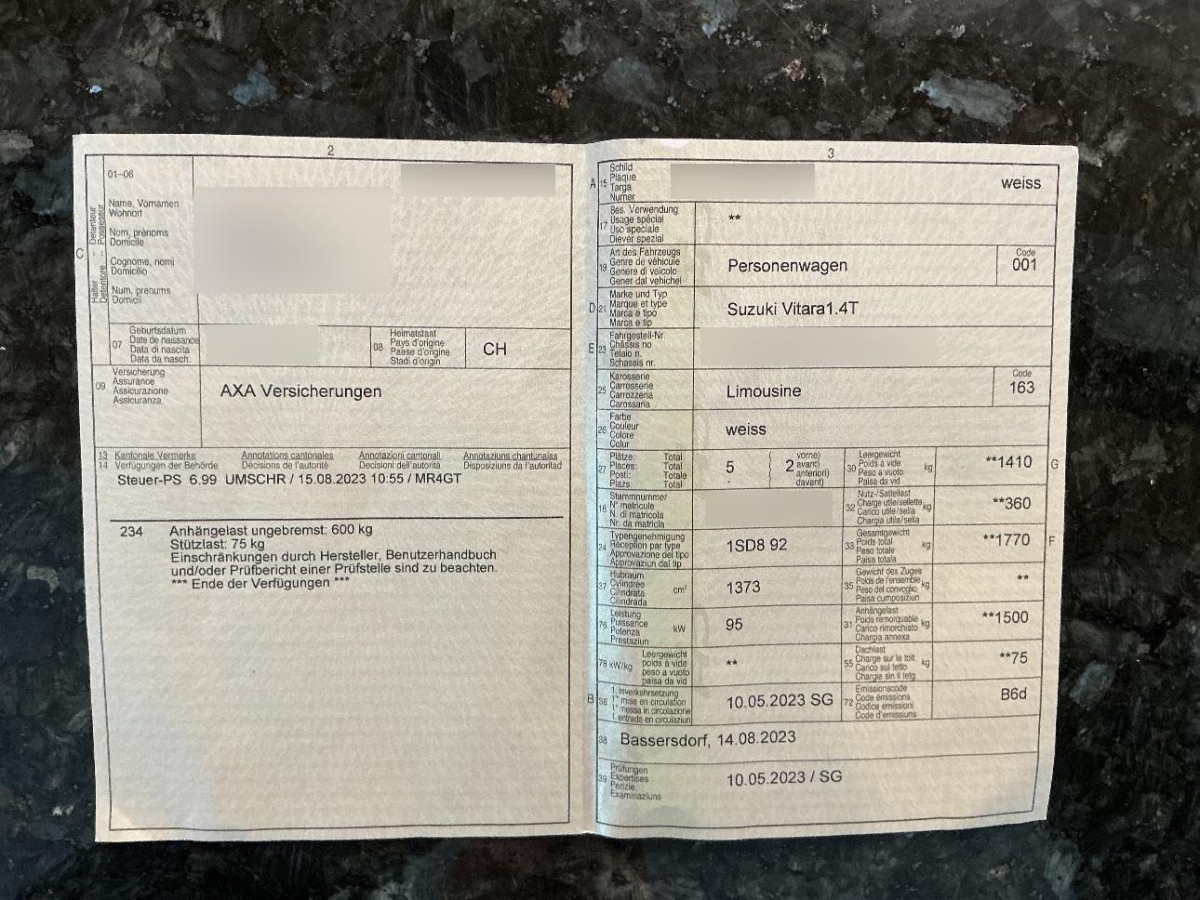 2
01-06
C
Halter - Détenteur
Detentore - Possessur
Name, Vornamen
Wohnort
Nom, prénoms
Domicile
Cognome, nomi
Domicilio
Num, prenums
Domicil
07
Geburtsdatum
Date de naissance
Data di nascita
Data da nasch.
08
Heimatstaat
Pays d'origine
Paese d'origine
Stadi d'origin
CH
09
Versicherung
Assurance
Assicurazione
Assicuranza
AXA Versicherungen
13 Kantonale Vermerke Annotations cantonales Annotazioni cantonali Annotaziuns chantunalas
14 Verfügungen der Behörde Décisions de l'autorité Decisioni dell'autorità Disposiziuns da l'autoritad
Steuer-PS 6.99 UMSCHR / 15.08.2023 10:55 / MR4GT
234 Anhängelast ungebremst: 600 kg
Stützlast: 75 kg
Einschränkungen durch Hersteller, Benutzerhandbuch
und/oder Prüfbericht einer Prüfstelle sind zu beachten.
*** Ende der Verfügungen ***
3
A 15
Schild
Plaque
Targa
Numer
weiss
17
Bes. Verwendung
Usage spécial
Uso speciale
Diever spezial
**
19
Art des Fahrzeugs
Genre de véhicule
Genere di veicolo
Gener dal vehichel
Personenwagen
Code
001
D 21
Marke und Typ
Marque et type
Marca e tipo
Marca e tip
Suzuki Vitara1.4T
E 23
Fahrgestell-Nr.
Châssis no
Telaio n.
Schassis nr.
25
Karosserie
Carrosserie
Carrozzeria
Carossaria
Limousine
Code
163
26
Farbe
Couleur
Colore
Colur
weiss
27
Plätze: Total
Places: Total
Posti: Totale
Plazs: Total
5
2
vorne)
avant)
anteriori)
davant)
30
Leergewicht
Poids à vide
Peso a vuoto
Paisa da vid
kg
**1410
G
18
Stammnummer
N° matricule
N. di matricola
Nr. da matricla
32
Nutz-/Sattellast
Charge utile/sellette
Carico utile/sella
Chargia utila/sella
kg
**360
24
Typengenehmigung
Réception par type
Approvazione del tipo
Approvaziun dal tip
1SD8 92
33
Gesamtgewicht
Poids total
Peso totale
Paisa totala
kg
**1770
F
37
Hubraum
Cylindrée
Cilindrata
Cilindrada
cm³
1373
35
Gewicht des Zuges
Poids de l'ensemble
Peso del convoglio
Paisa cumposiziun
kg
**
76
Leistung
Puissance
Potenza
Prestaziun
kW
95
31
Anhängelast
Poids remorquable
Carico rimorchiato
Chargia annexa
kg
**1500
78 kW/kg
Leergewicht
poids à vide
peso a vuoto
paisa da vid
**
55
Dachlast
Charge sur le toit
Carico sul tetto
Chargia sin il tetg
kg
**75
B 36
1. Inverkehrsetzung
1re mise en circulation
1a messa in circolazione
1. entrada en circulaziun
10.05.2023 SG
72
Emissionscode
Code émissions
Codice emissioni
Code d'emissiuns
B6d
38
Bassersdorf, 14.08.2023
39
Prüfungen
Expertises
Perizie
Examinaziuns
10.05.2023 / SG